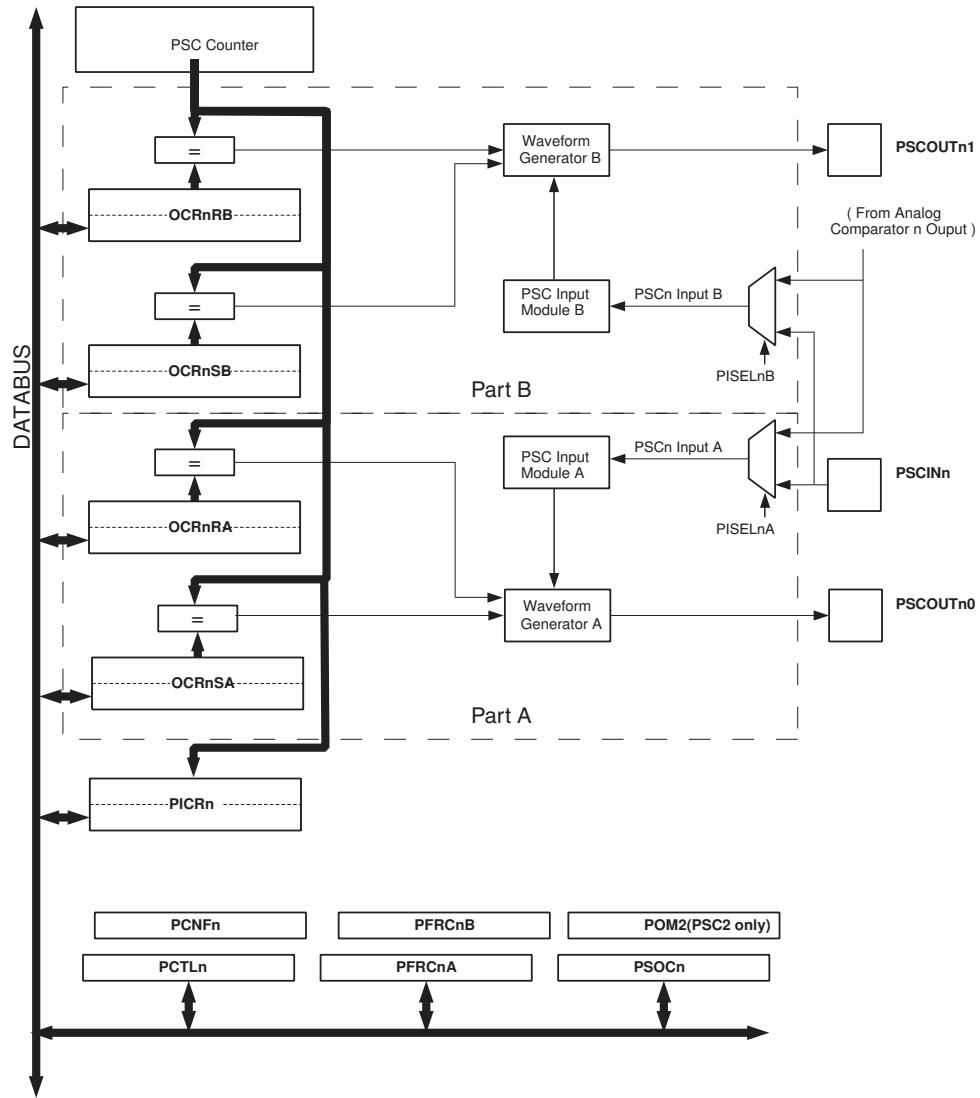 PSC Counter
=
Waveform
Generator B
PSCOUTn1
OCRnRB
( From Analog
Comparator n Ouput )
=
PSC Input
Module B
PSCn Input B
OCRnSB
PISELnB
Part B
DATABUS
=
PSC Input
Module A
PSCn Input A
PSCINn
OCRnRA
PISELnA
=
Waveform
Generator A
PSCOUTn0
OCRnSA
Part A
PICRn
PCNFn
PFRCnB
POM2(PSC2 only)
PCTLn
PFRCnA
PSOCn